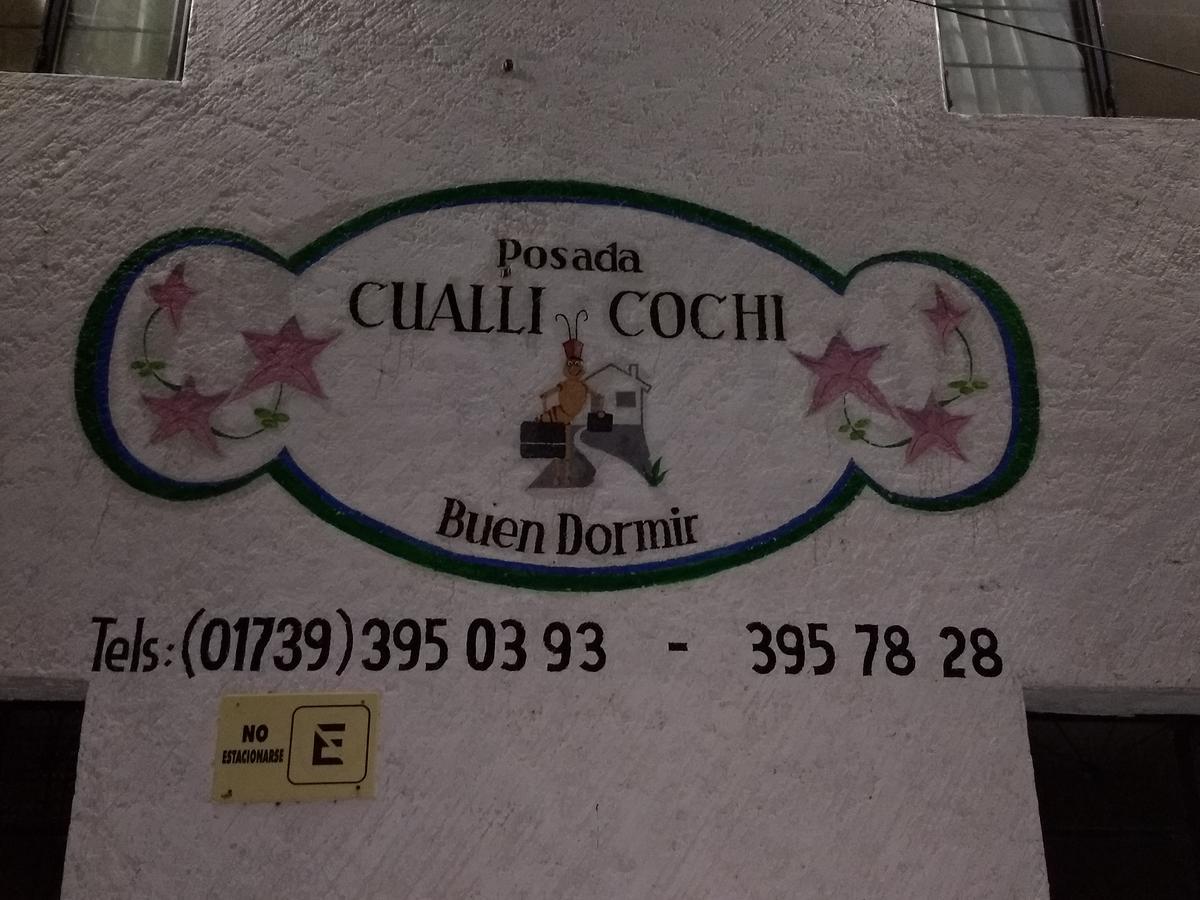 Posada
CUALLI COCHI
Buen Dormir
Tels: (01739) 395 03 93 - 395 78 28
NO
ESTACIONARSE
E